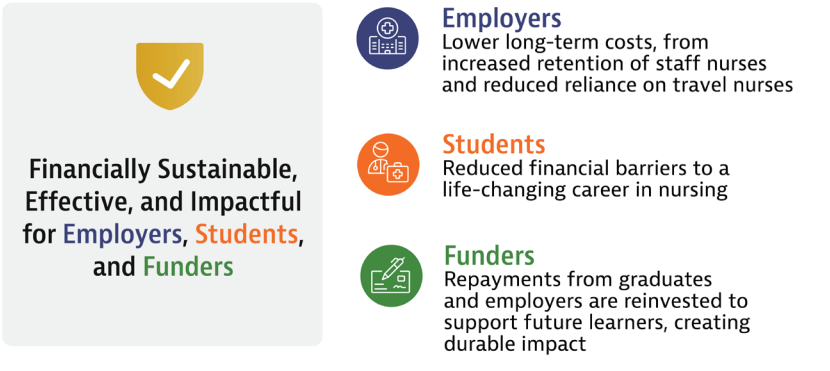 Financially Sustainable,
Effective, and Impactful
for Employers, Students,
and Funders
Employers
Lower long-term costs, from
increased retention of staff nurses
and reduced reliance on travel nurses
Students
Reduced financial barriers to a
life-changing career in nursing
Funders
Repayments from graduates
and employers are reinvested to
support future learners, creating
durable impact